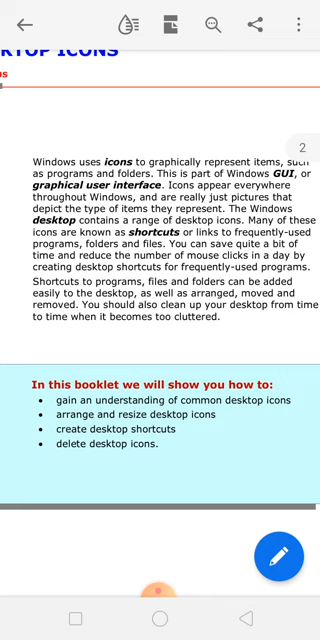 KTOP ICONS
us
2
Windows uses icons to graphically represent items, such
as programs and folders. This is part of Windows GUI, or
graphical user interface. Icons appear everywhere
throughout Windows, and are really just pictures that
depict the type of items they represent. The Windows
desktop contains a range of desktop icons. Many of these
icons are known as shortcuts or links to frequently-used
programs, folders and files. You can save quite a bit of
time and reduce the number of mouse clicks in a day by
creating desktop shortcuts for frequently-used programs.
Shortcuts to programs, files and folders can be added
easily to the desktop, as well as arranged, moved and
removed. You should also clean up your desktop from time
to time when it becomes too cluttered.
In this booklet we will show you how to:
• gain an understanding of common desktop icons
• arrange and resize desktop icons
• create desktop shortcuts
• delete desktop icons.